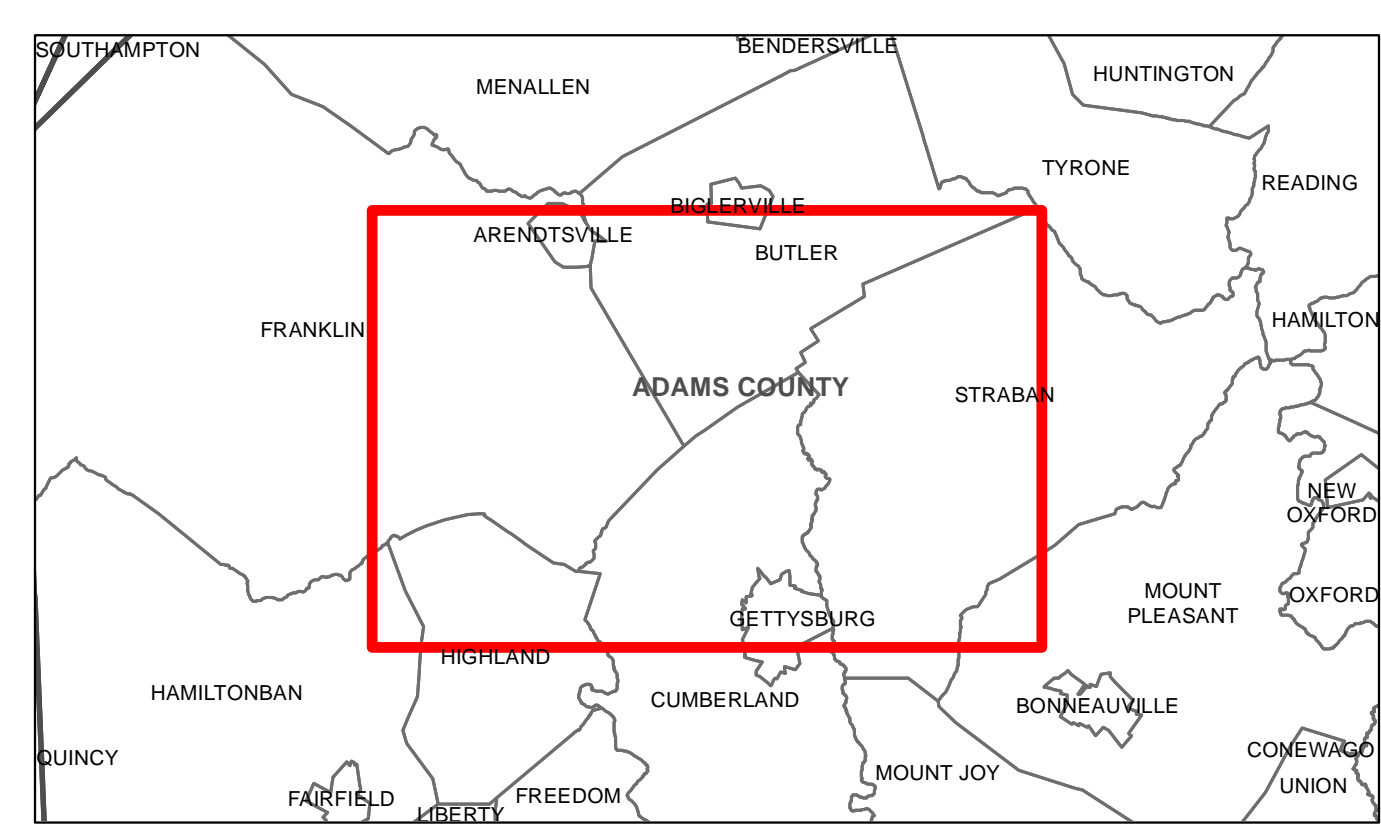 BENDERSVILLE
SOUTHAMPTON
HUNTINGTON
MENALLEN
TYRONE
READING
BIGLERVILLE
ARENDTSVILLE
BUTLER
HAMILTON
FRANKLIN
ADAMS COUNTY
STRABAN
NEW
OXFORD
MOUNT
PLEASANT
OXFORD
GETTYSBURG
HIGHLAND
HAMILTONBAN
CUMBERLAND
BONNEAUVILLE
CONEWAGO
QUINCY
MOUNT JOY
UNION
FREEDOM
FAIRFIELD
LIBERTY